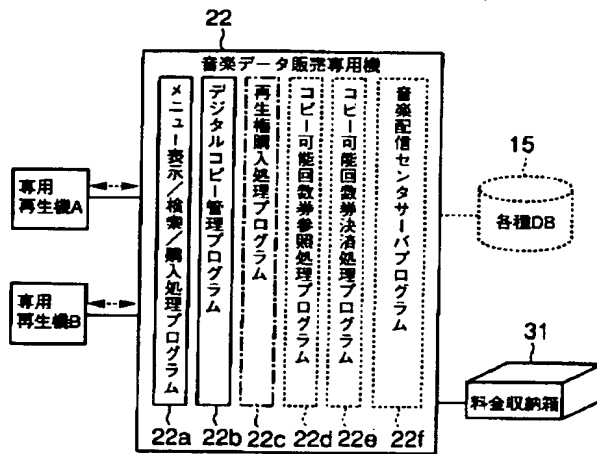 22
音楽データ販売専用機
メニュー表示／検索／購入処理プログラム
デジタルコピー管理プログラム
再生権購入処理プログラム
コピー可能回数券参照処理プログラム
コピー可能回数券決済処理プログラム
音楽配信センタサーバプログラム
専用
再生機A
専用
再生機B
15
各種DB
31
料金収納箱
22a 22b 22c 22d 22e 22f